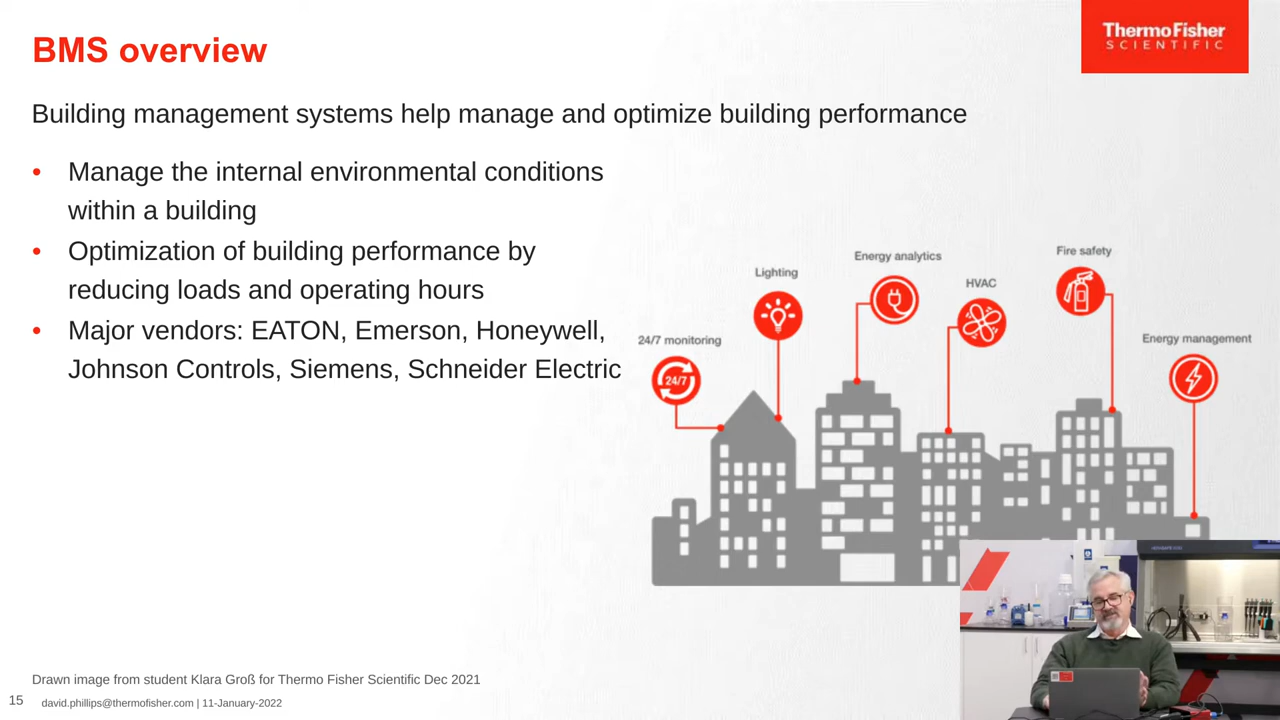 BMS overview
ThermoFisher
SCIENTIFIC
Building management systems help manage and optimize building performance
• Manage the internal environmental conditions
within a building
• Optimization of building performance by
reducing loads and operating hours
• Major vendors: EATON, Emerson, Honeywell,
Johnson Controls, Siemens, Schneider Electric
24/7 monitoring
24/7
Lighting
Energy analytics
HVAC
Fire safety
Energy management
Drawn image from student Klara Groß for Thermo Fisher Scientific Dec 2021
15
david.phillips@thermofisher.com | 11-January-2022